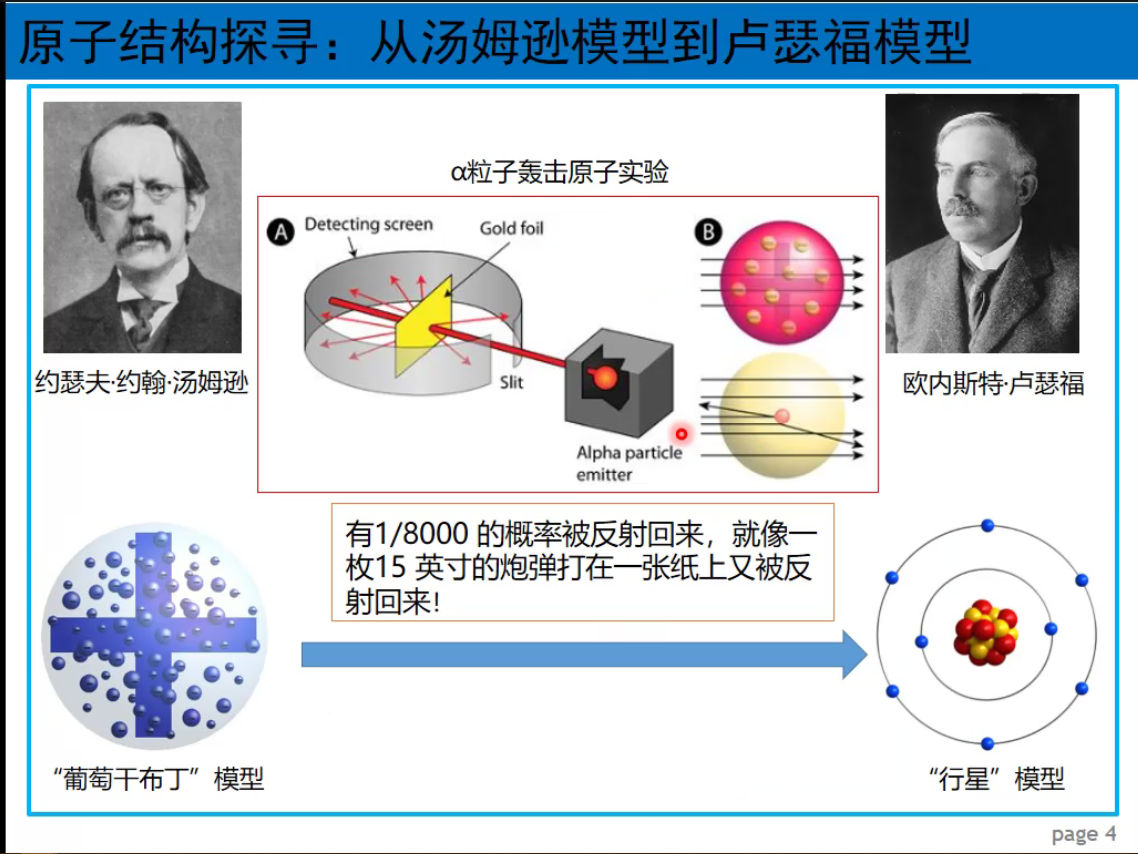 原子结构探寻：从汤姆逊模型到卢瑟福模型
α粒子轰击原子实验
A
Detecting screen
Gold foil
B
Slit
Alpha particle
emitter
约瑟夫·约翰·汤姆逊
欧内斯特·卢瑟福
有1/8000 的概率被反射回来，就像一
枚15 英寸的炮弹打在一张纸上又被反
射回来！
“葡萄干布丁”模型
“行星”模型
page 4